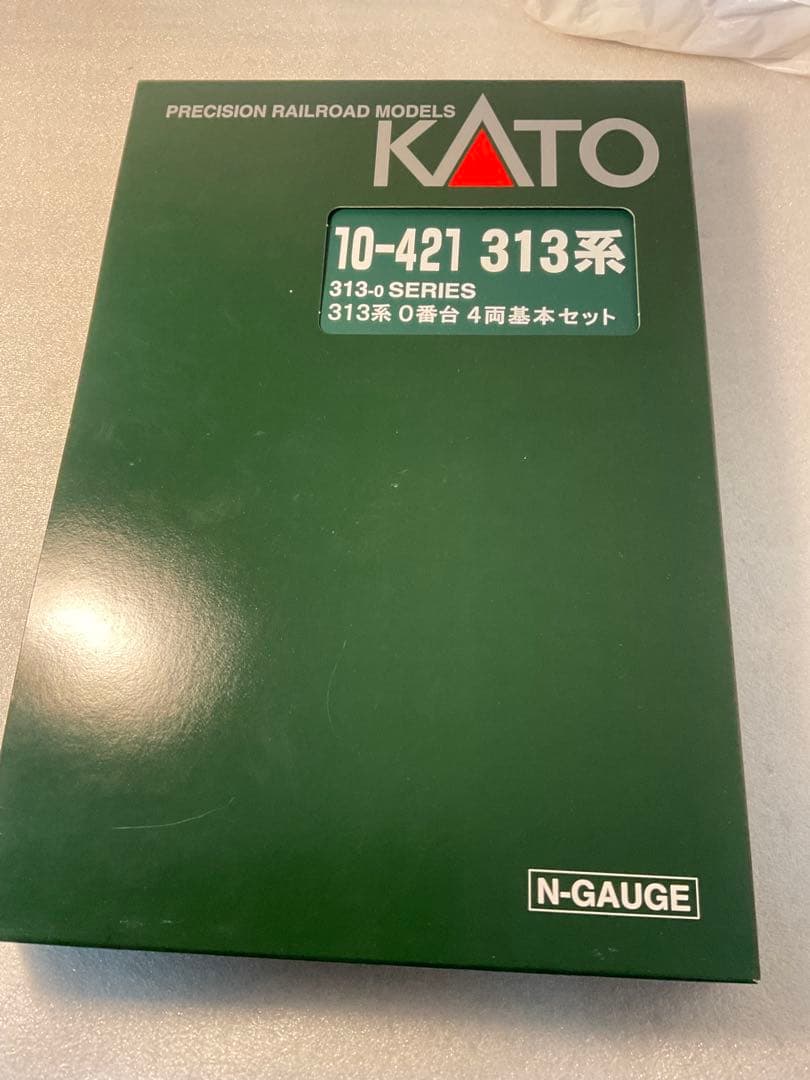 PRECISION RAILROAD MODELS
KATO
10-421 313系
313-0 SERIES
313系 0番台 4両基本セット
N-GAUGE